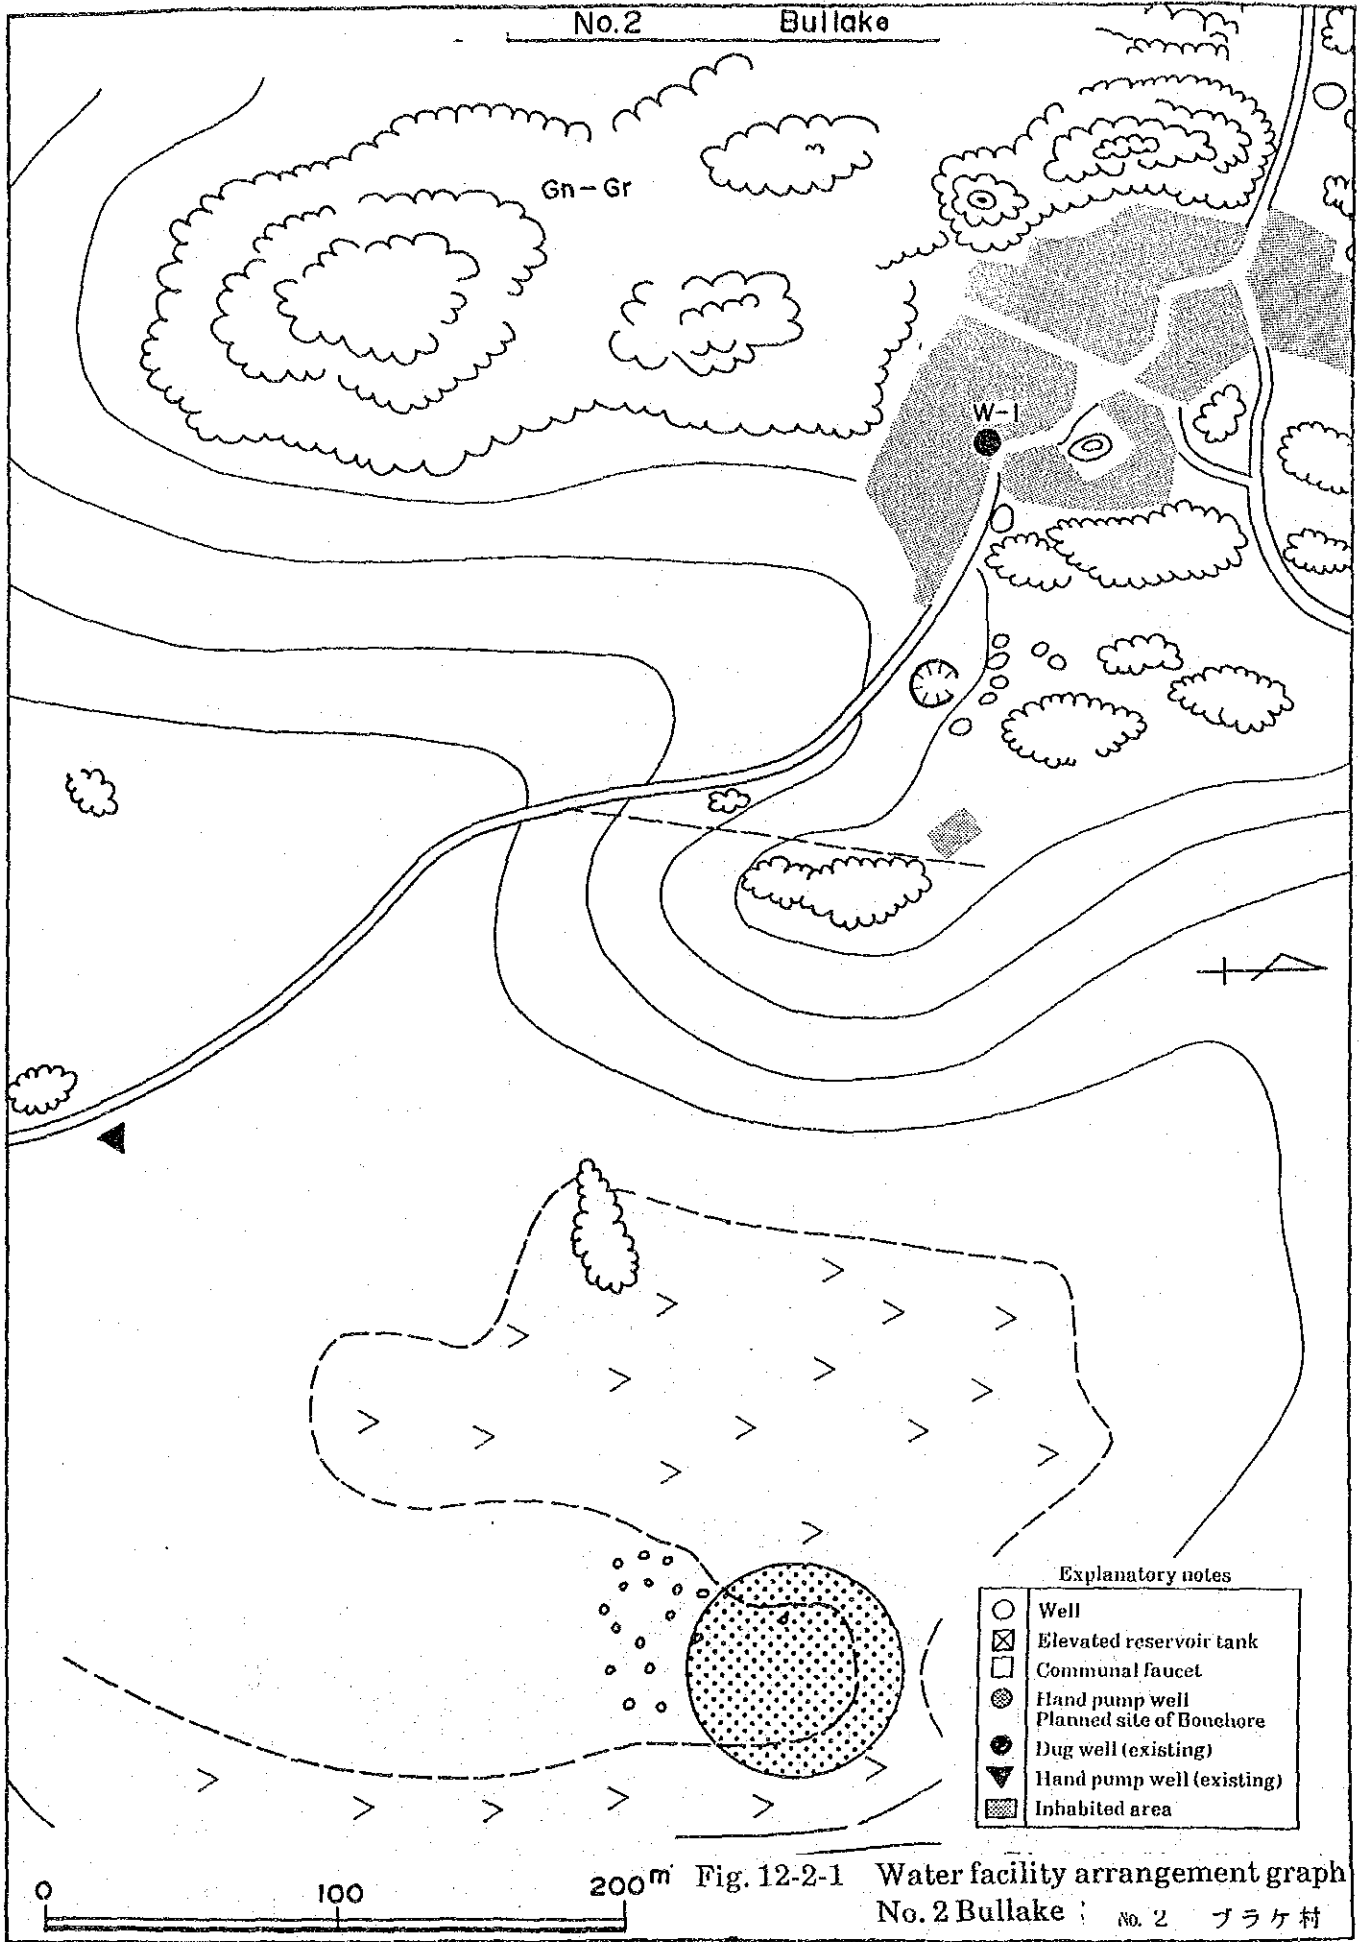 No.2 Bullake
Gn-Gr
W-1
Explanatory notes
Well
Elevated reservoir tank
Communal faucet
Hand pump well
Planned site of Bonehore
Dug well (existing)
Hand pump well (existing)
Inhabited area
0 100 200m
Fig. 12-2-1 Water facility arrangement graph
No. 2 Bullake No. 2 ブラケ村